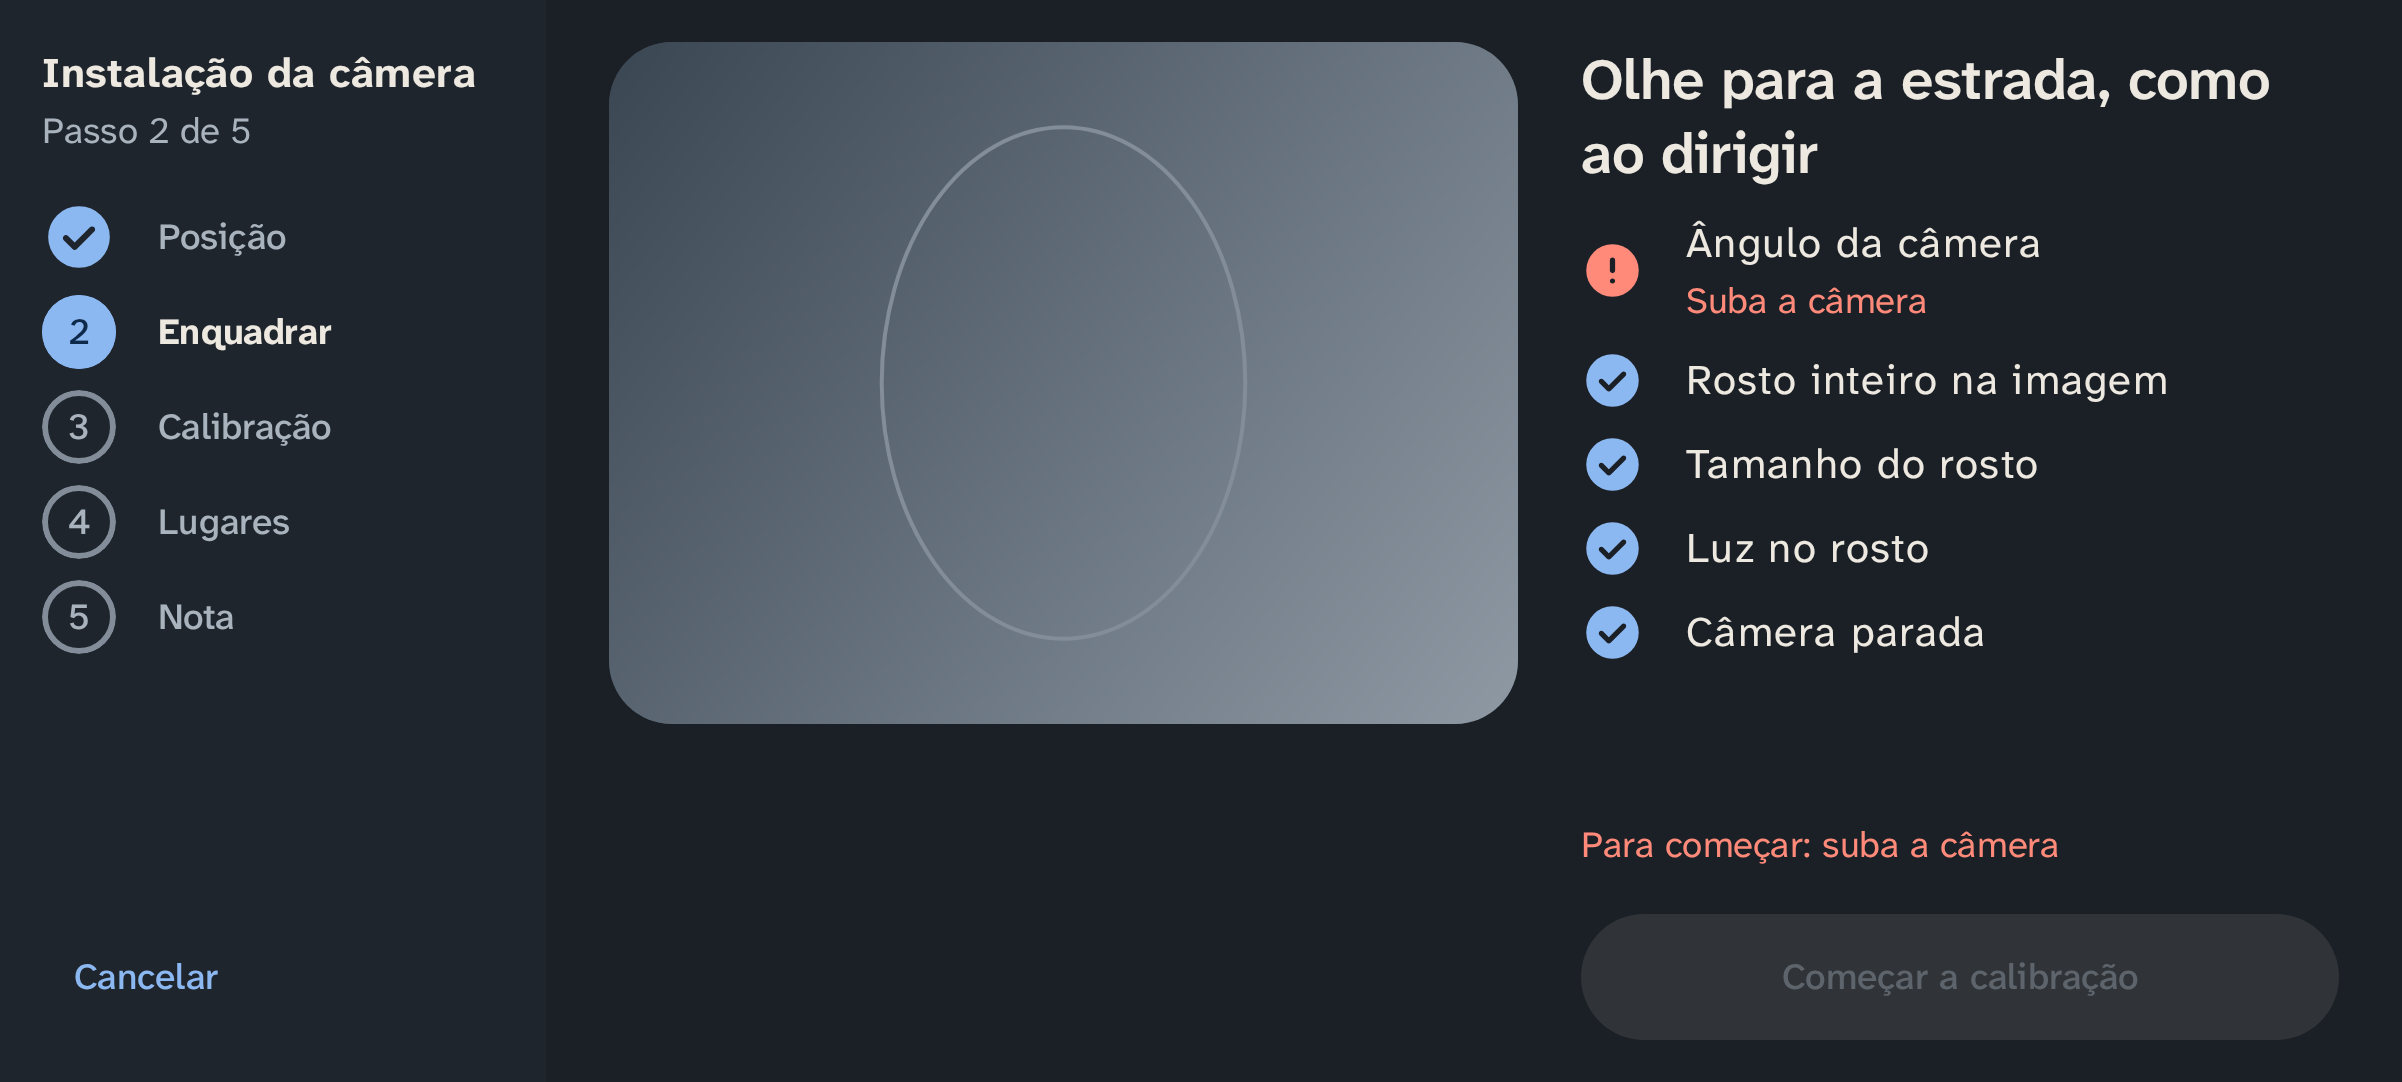 Instalação da câmera
Passo 2 de 5
Posição
2 Enquadrar
3 Calibração
4 Lugares
5 Nota
Cancelar
Olhe para a estrada, como
ao dirigir
Ângulo da câmera
Suba a câmera
Rosto inteiro na imagem
Tamanho do rosto
Luz no rosto
Câmera parada
Para começar: suba a câmera
Começar a calibração